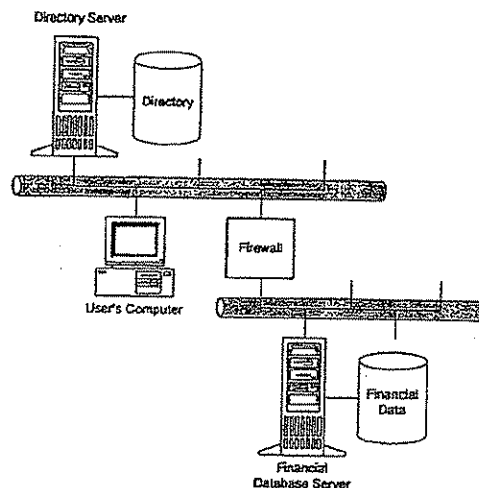 Directory Server
Directory
Firewall
User's Computer
Financial
Data
Financial
Database Server